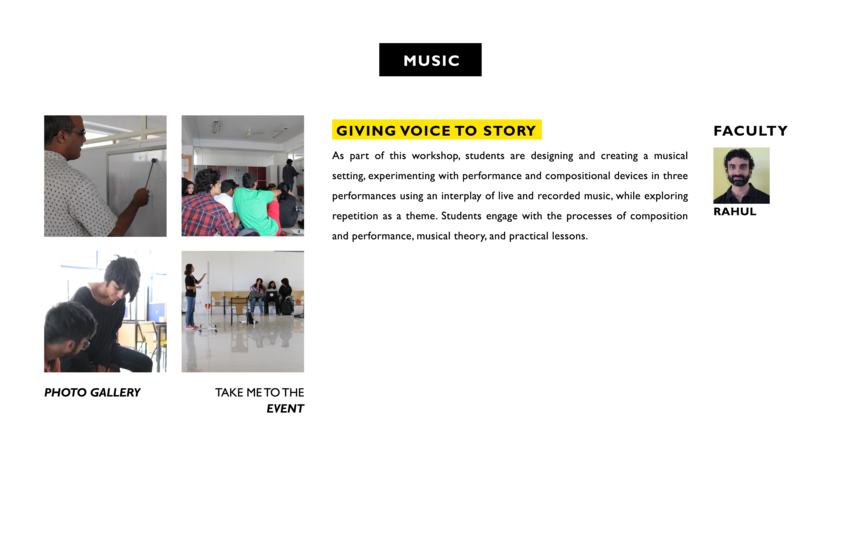 MUSIC
GIVING VOICE TO STORY
As part of this workshop, students are designing and creating a musical
setting, experimenting with performance and compositional devices in three
performances using an interplay of live and recorded music, while exploring
repetition as a theme. Students engage with the processes of composition
and performance, musical theory, and practical lessons.
FACULTY
RAHUL
PHOTO GALLERY
TAKE ME TO THE
EVENT